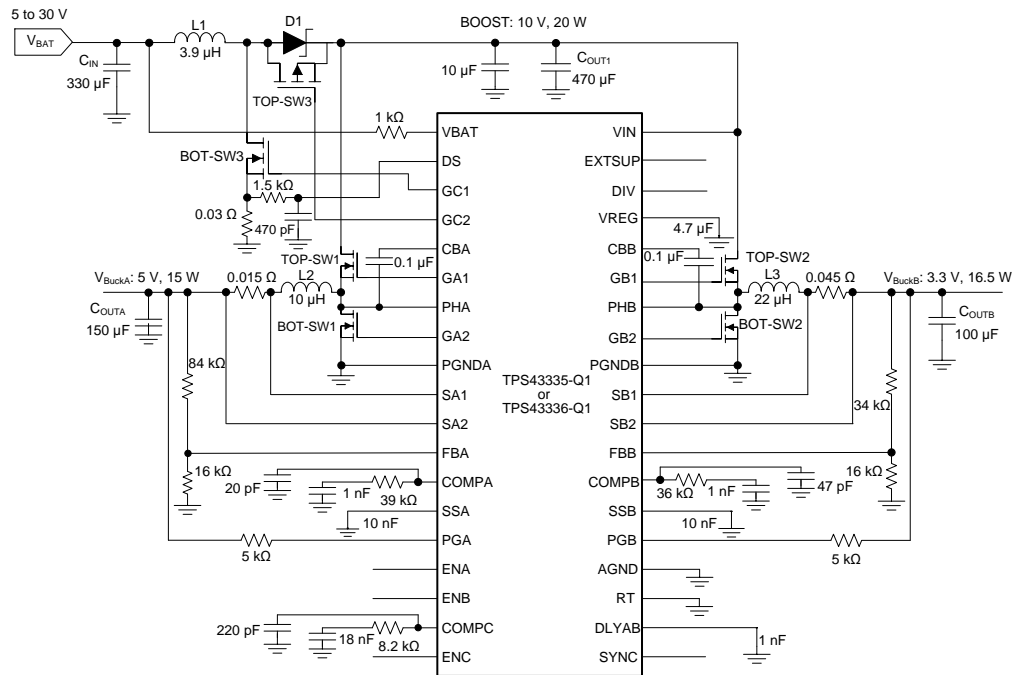 5 to 30 V
VBAT
L1
3.9 µH
D1
BOOST: 10 V, 20 W
CIN
330 µF
TOP-SW3
10 µF
COUT1
470 µF
1 kΩ
BOT-SW3
1.5 kΩ
0.03 Ω
470 pF
TOP-SW1
0.1 µF
VBuckA: 5 V, 15 W
0.015 Ω
L2
10 µH
COUTA
150 µF
BOT-SW1
84 kΩ
16 kΩ
20 pF
1 nF
39 kΩ
10 nF
5 kΩ
220 pF
18 nF
8.2 kΩ
VBAT
DS
GC1
GC2
CBA
GA1
PHA
GA2
PGNDA
SA1
SA2
FBA
COMPA
SSA
PGA
ENA
ENB
COMPC
ENC
TPS43335-Q1
or
TPS43336-Q1
VIN
EXTSUP
DIV
VREG
CBB
GB1
PHB
GB2
PGNDB
SB1
SB2
FBB
COMPB
SSB
PGB
AGND
RT
DLYAB
SYNC
4.7 µF
0.1 µF
TOP-SW2
L3
22 µH
0.045 Ω
VBuckB: 3.3 V, 16.5 W
BOT-SW2
COUTB
100 µF
34 kΩ
16 kΩ
36 kΩ
1 nF
47 pF
10 nF
5 kΩ
1 nF